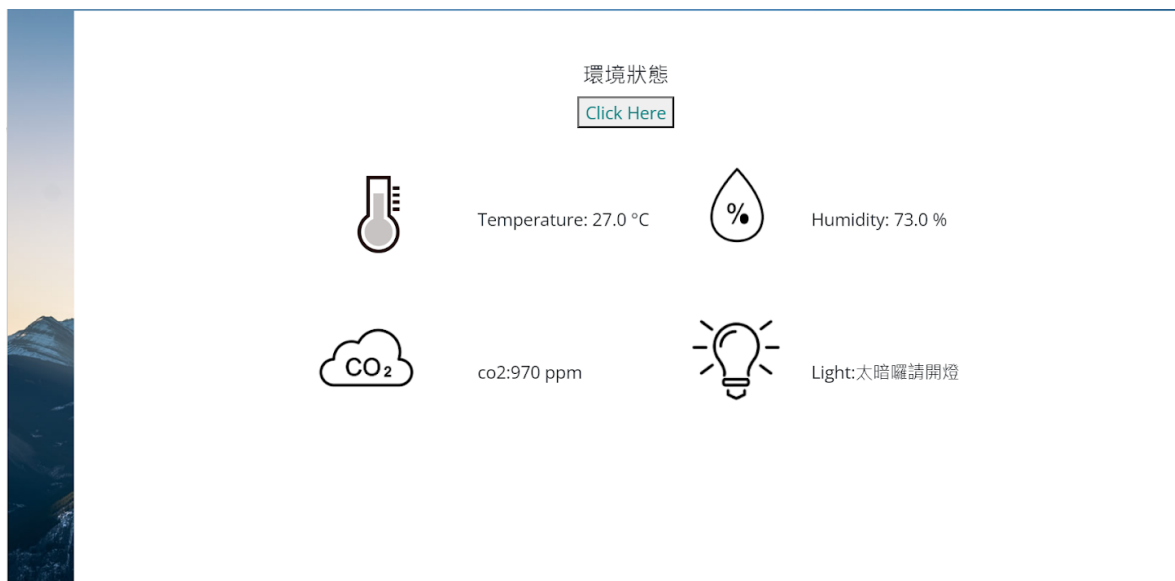 環境狀態
Click Here
Temperature: 27.0 °C
%
Humidity: 73.0 %
CO₂
co2:970 ppm
Light:太暗囉請開燈